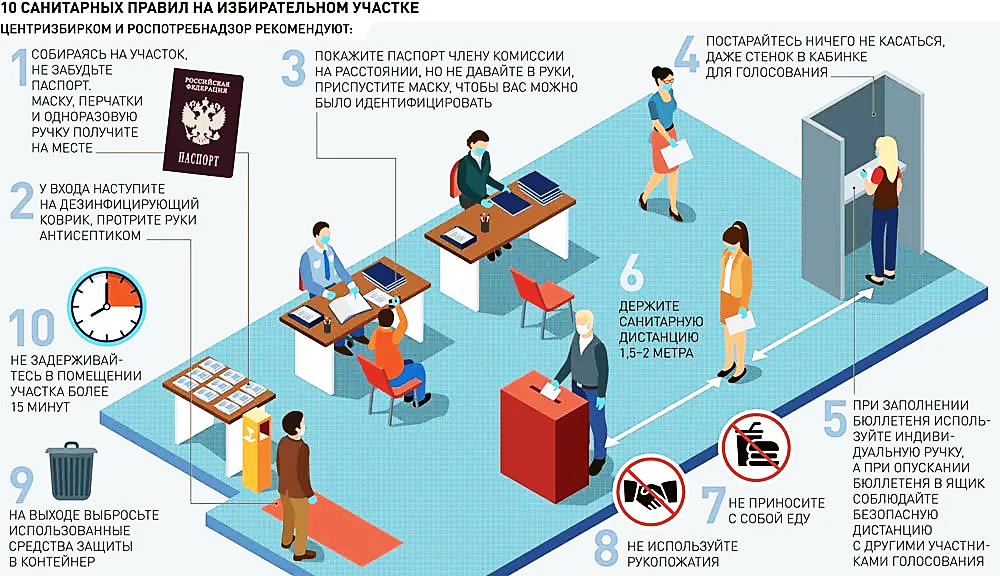 10 САНИТАРНЫХ ПРАВИЛ НА ИЗБИРАТЕЛЬНОМ УЧАСТКЕ
ЦЕНТРИЗБИРКОМ И РОСПОТРЕБНАДЗОР РЕКОМЕНДУЮТ:
1
СОБИРАЯСЬ НА УЧАСТОК,
НЕ ЗАБУДЬТЕ
ПАСПОРТ.
МАСКУ, ПЕРЧАТКИ
И ОДНОРАЗОВУЮ
РУЧКУ ПОЛУЧИТЕ
НА МЕСТЕ
РОССИЙСКАЯ
ФЕДЕРАЦИЯ
ПАСПОРТ
2
У ВХОДА НАСТУПИТЕ
НА ДЕЗИНФИЦИРУЮЩИЙ
КОВРИК, ПРОТРИТЕ РУКИ
АНТИСЕПТИКОМ
3
ПОКАЖИТЕ ПАСПОРТ ЧЛЕНУ КОМИССИИ
НА РАССТОЯНИИ, НО НЕ ДАВАЙТЕ В РУКИ,
ПРИСПУСТИТЕ МАСКУ, ЧТОБЫ ВАС МОЖНО
БЫЛО ИДЕНТИФИЦИРОВАТЬ
4
ПОСТАРАЙТЕСЬ НИЧЕГО НЕ КАСАТЬСЯ,
ДАЖЕ СТЕНОК В КАБИНКЕ
ДЛЯ ГОЛОСОВАНИЯ
5
ПРИ ЗАПОЛНЕНИИ
БЮЛЛЕТЕНЯ ИСПОЛЬ-
ЗУЙТЕ ИНДИВИ-
ДУАЛЬНУЮ РУЧКУ,
А ПРИ ОПУСКАНИИ
БЮЛЛЕТЕНЯ В ЯЩИК
СОБЛЮДАЙТЕ
БЕЗОПАСНУЮ
ДИСТАНЦИЮ
С ДРУГИМИ УЧАСТНИ-
КАМИ ГОЛОСОВАНИЯ
6
ДЕРЖИТЕ
САНИТАРНУЮ
ДИСТАНЦИЮ
1,5–2 МЕТРА
7
НЕ ПРИНОСИТЕ
С СОБОЙ ЕДУ
8
НЕ ИСПОЛЬЗУЙТЕ
РУКОПОЖАТИЯ
9
НА ВЫХОДЕ ВЫБРОСЬТЕ
ИСПОЛЬЗОВАННЫЕ
СРЕДСТВА ЗАЩИТЫ
В КОНТЕЙНЕР
10
НЕ ЗАДЕРЖИВАЙ-
ТЕСЬ В ПОМЕЩЕНИИ
УЧАСТКА БОЛЕЕ
15 МИНУТ